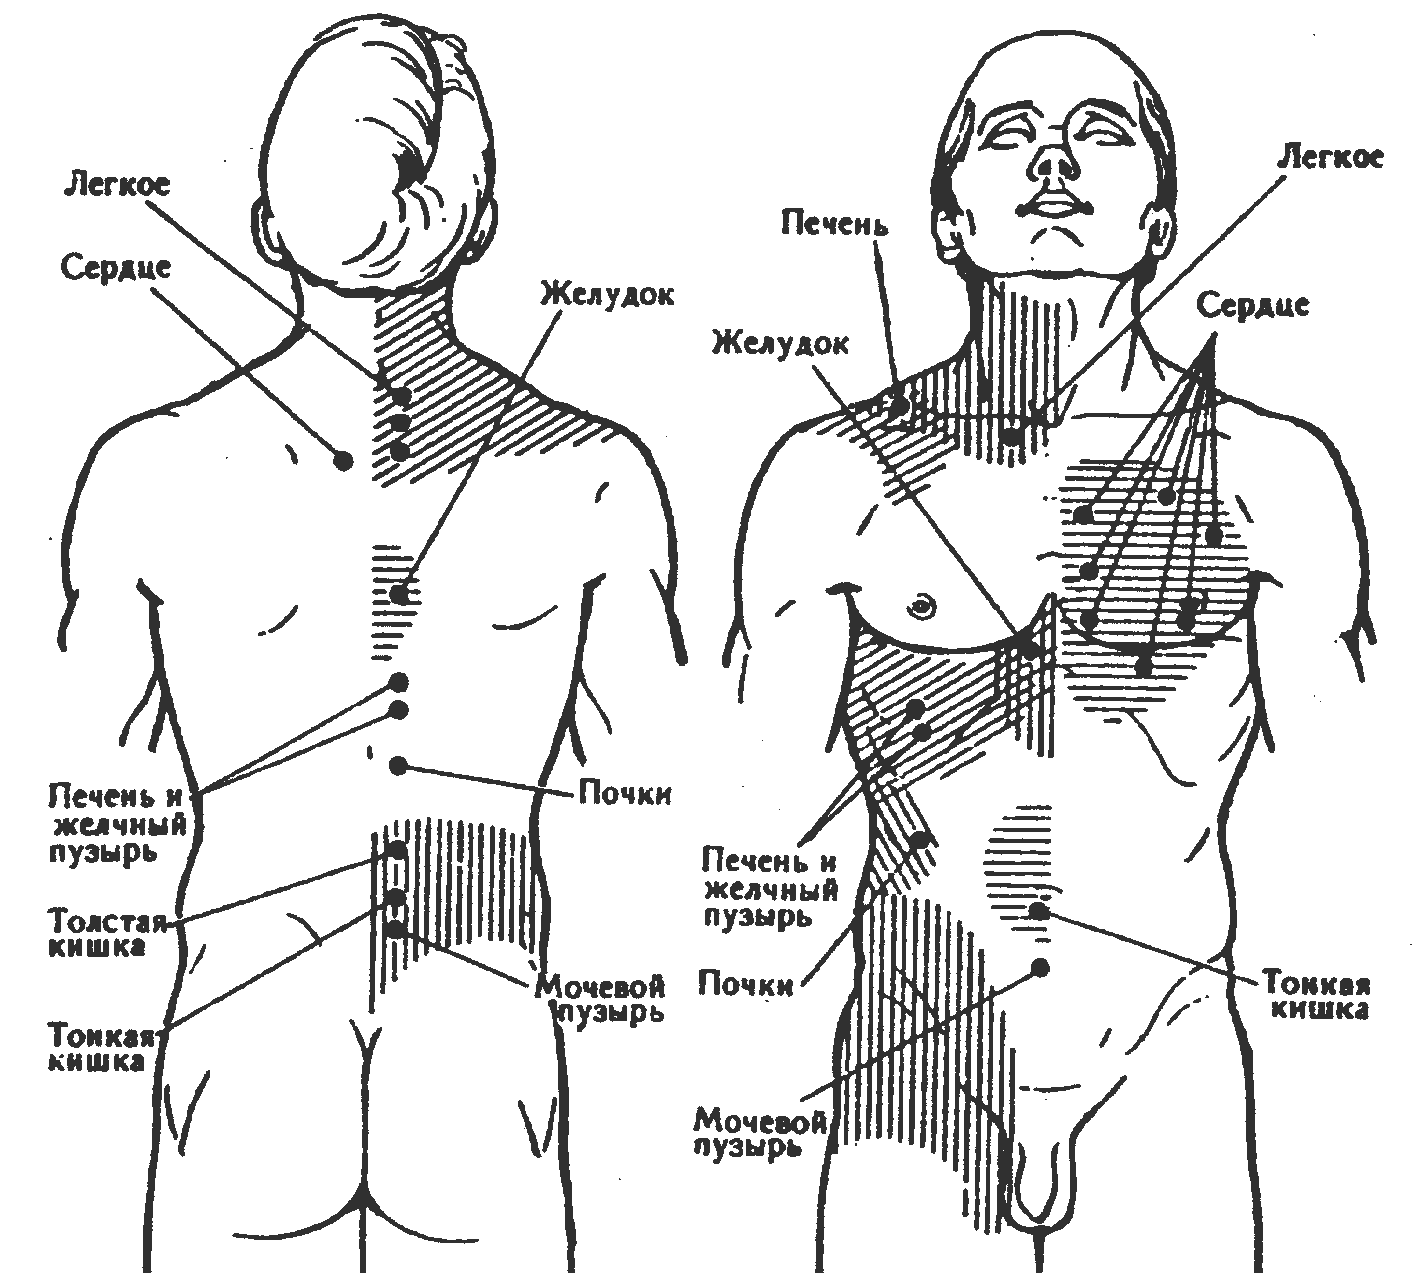 Легкое
Сердце
Желудок
Печень и
желчный
пузырь
Почки
Толстая
кишка
Мочевой
пузырь
Тонкая
кишка
Легкое
Печень
Сердце
Желудок
Печень и
желчный
пузырь
Почки
Тонкая
кишка
Мочевой
пузырь